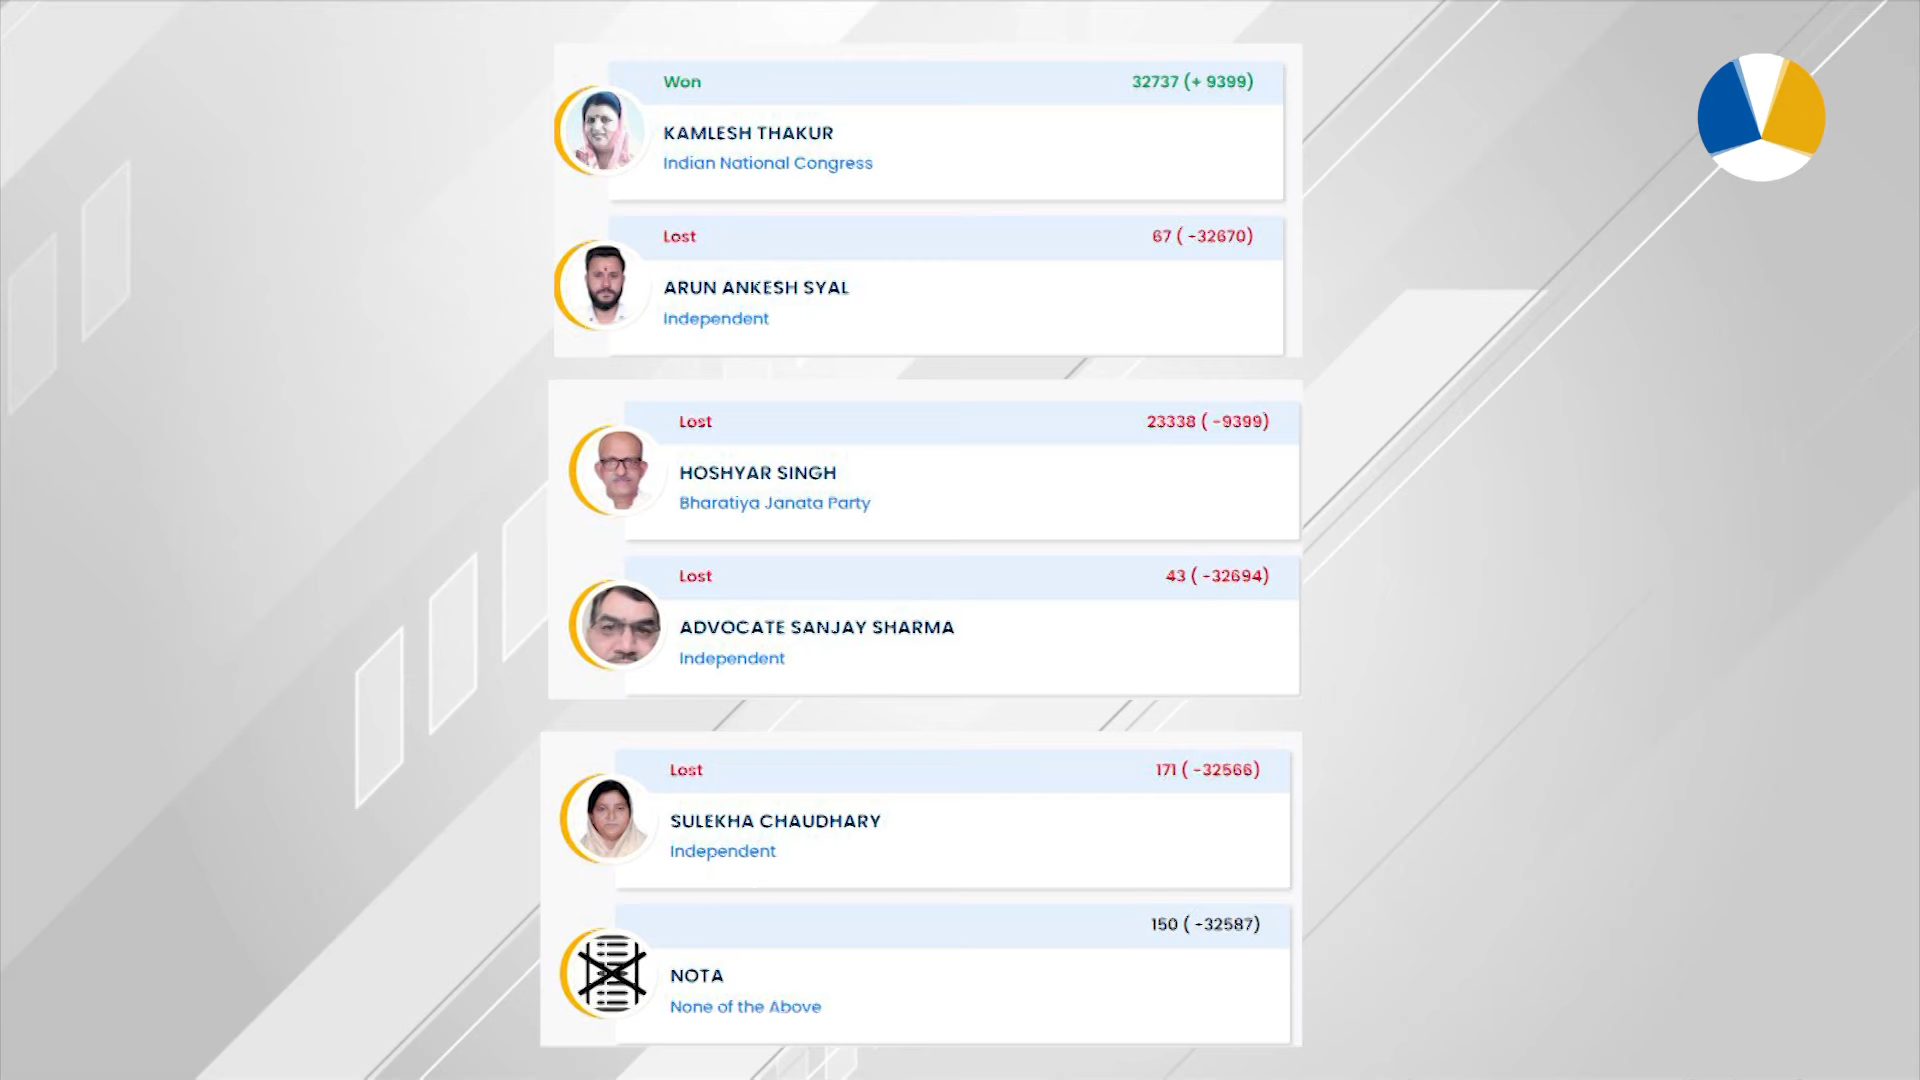 Won 32737 (+ 9399)
KAMLESH THAKUR
Indian National Congress
Lost 67 ( -32670)
ARUN ANKESH SYAL
Independent
Lost 23338 ( -9399)
HOSHYAR SINGH
Bharatiya Janata Party
Lost 43 ( -32694)
ADVOCATE SANJAY SHARMA
Independent
Lost 171 ( -32566)
SULEKHA CHAUDHARY
Independent
150 ( -32587)
NOTA
None of the Above